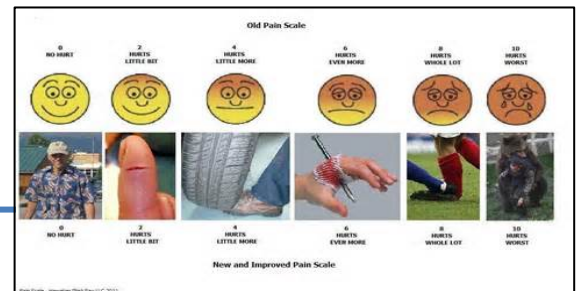 Old Pain Scale
0 2 4 6 8 10
NO HURT HURTS HURTS HURTS HURTS HURTS
LITTLE BIT LITTLE MORE EVEN MORE WHOLE LOT WORST
0 2 4 6 8 10
NO HURT HURTS HURTS HURTS HURTS HURTS
LITTLE BIT LITTLE MORE EVEN MORE WHOLE LOT WORST
New and Improved Pain Scale